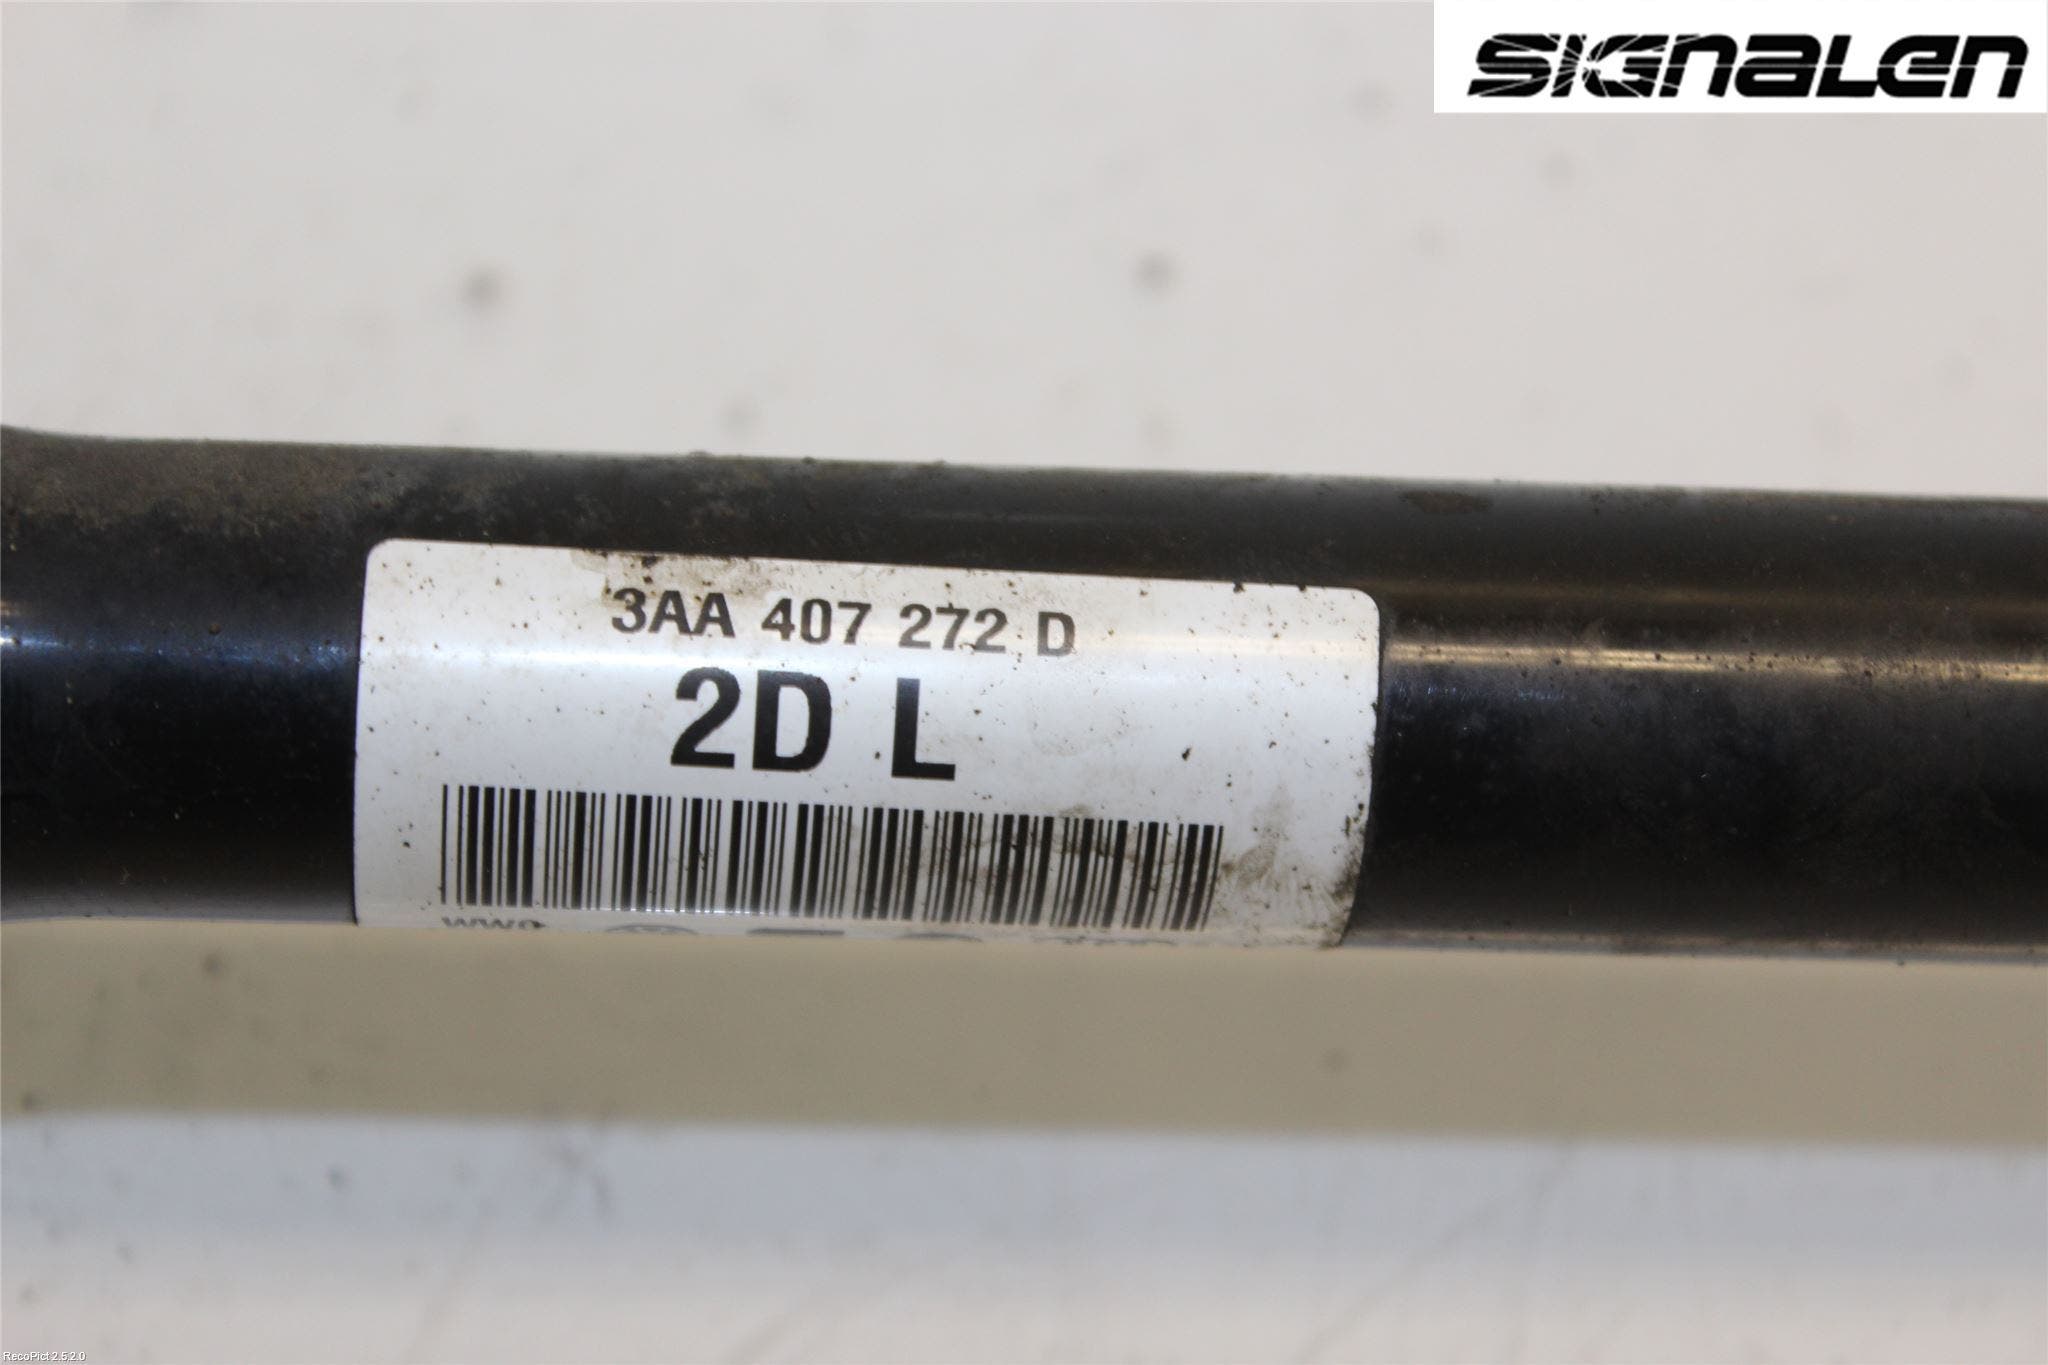 SIGNALEN
3AA 407 272 D
2D L
RecoPict 2.5.2.0